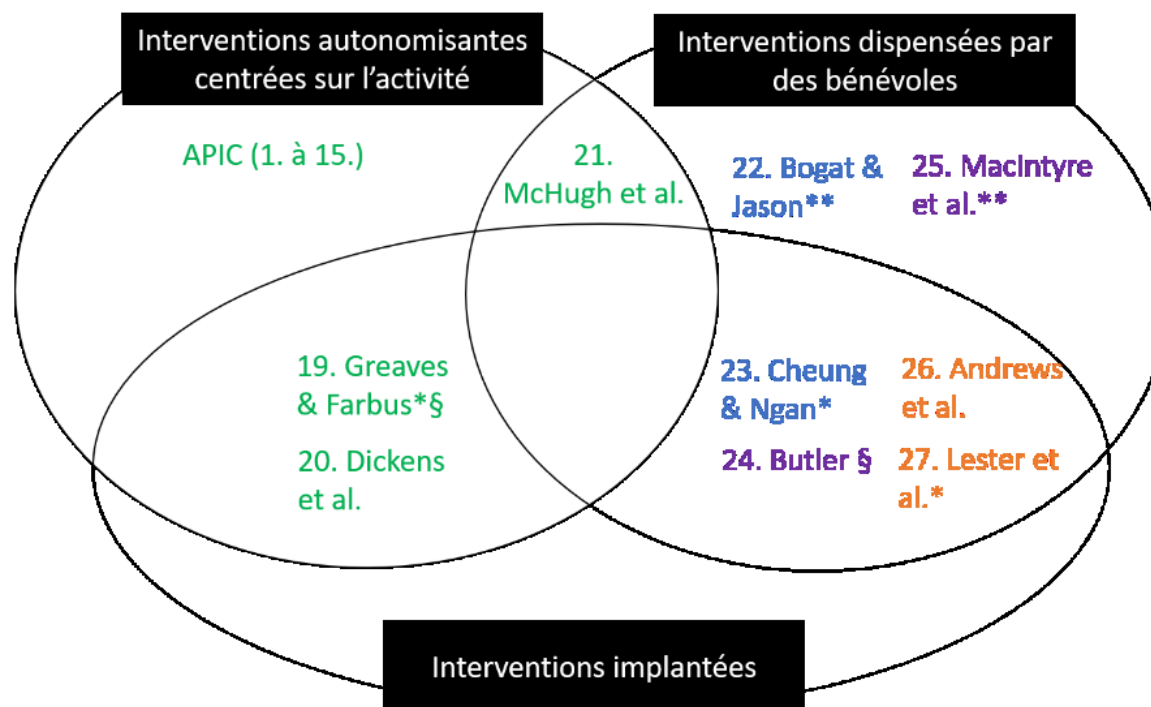 Interventions autonomisantes
centrées sur l'activité
Interventions dispensées par
des bénévoles
APIC (1. à 15.)
21.
McHugh et al.
22. Bogat &
Jason**
25. MacIntyre
et al.**
19. Greaves
& Farbus*§
20. Dickens
et al.
23. Cheung
& Ngan*
24. Butler §
26. Andrews
et al.
27. Lester et
al.*
Interventions implantées